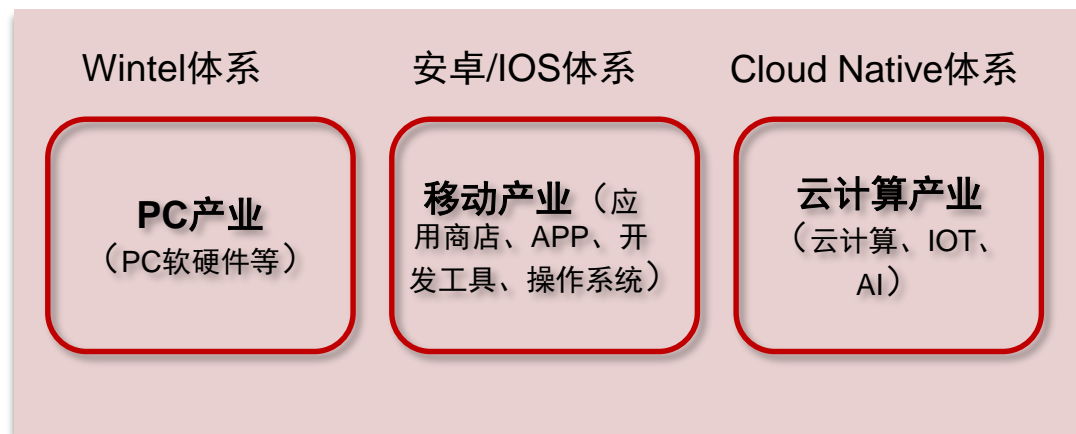 Wintel体系
安卓/IOS体系
Cloud Native体系
PC产业
（PC软硬件等）
移动产业（应
用商店、APP、开
发工具、操作系统）
云计算产业
（云计算、IOT、
AI）